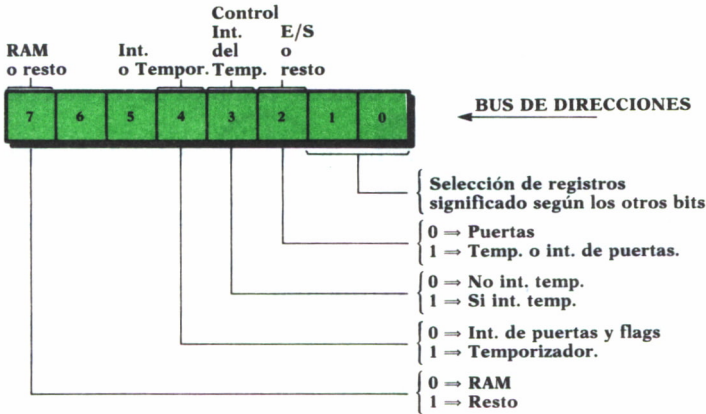 Control
Int. E/S
RAM Int. del o
o resto o Tempor. Temp. resto
7 6 5 4 3 2 1 0
BUS DE DIRECCIONES
Selección de registros
significado según los otros bits
0 ⇒ Puertas
1 ⇒ Temp. o int. de puertas.
0 ⇒ No int. temp.
1 ⇒ Si int. temp.
0 ⇒ Int. de puertas y flags
1 ⇒ Temporizador.
0 ⇒ RAM
1 ⇒ Resto